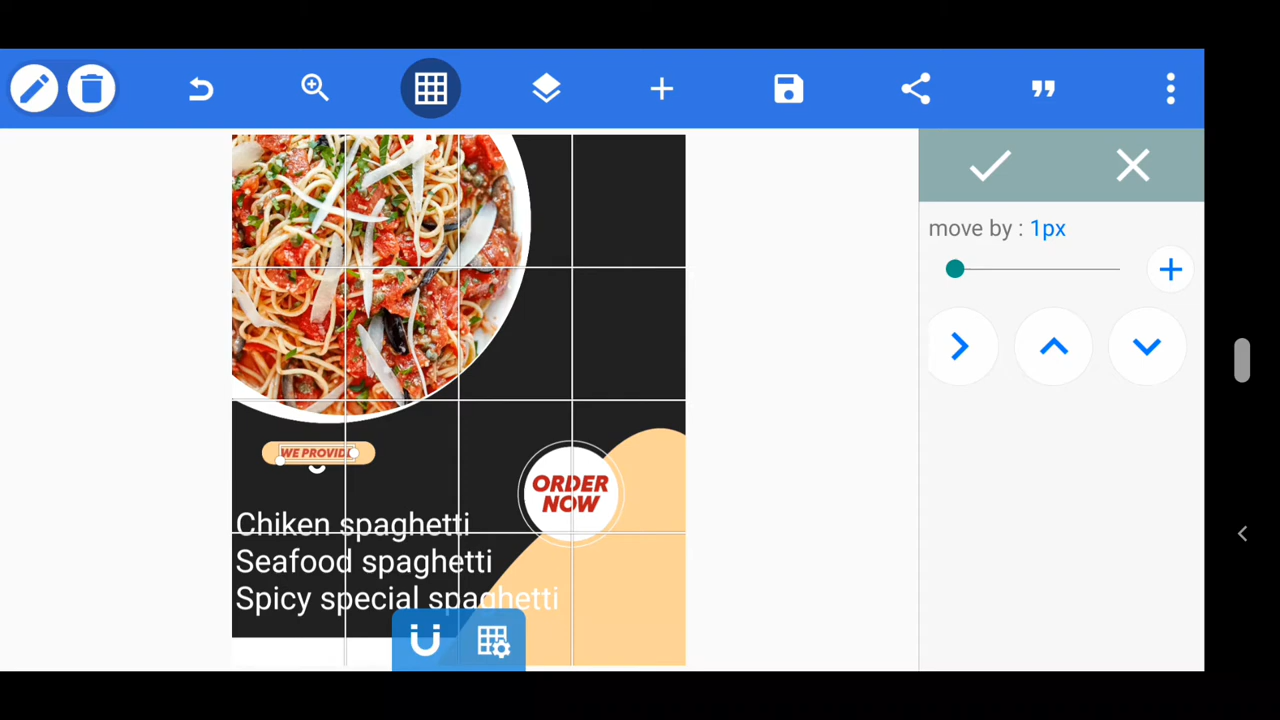 move by : 1px
WE PROVIDE
ORDER
NOW
Chiken spaghetti
Seafood spaghetti
Spicy special spaghetti